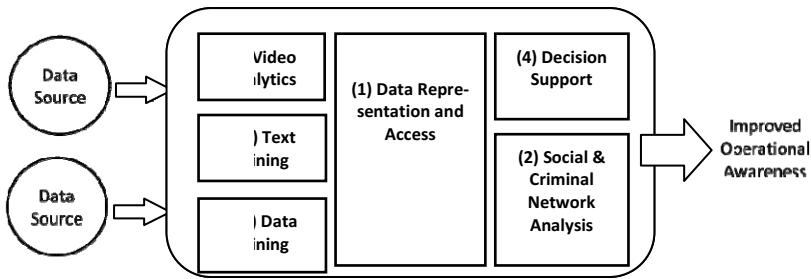 Data
Source
Data
Source
Video
lytics
) Text
ining
) Data
ining
(1) Data Repre-
sentation and
Access
(4) Decision
Support
(2) Social &
Criminal
Network
Analysis
Improved
Operational
Awareness